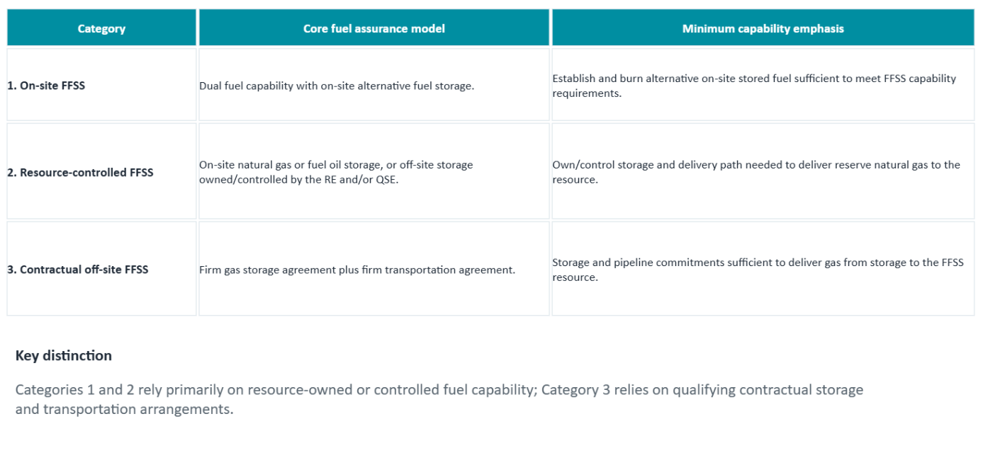 Category
Core fuel assurance model
Minimum capability emphasis
1. On-site FFSS
Dual fuel capability with on-site alternative fuel storage.
Establish and burn alternative on-site stored fuel sufficient to meet FFSS capability
requirements.
2. Resource-controlled FFSS
On-site natural gas or fuel oil storage, or off-site storage
owned/controlled by the RE and/or QSE.
Own/control storage and delivery path needed to deliver reserve natural gas to the
resource.
3. Contractual off-site FFSS
Firm gas storage agreement plus firm transportation agreement.
Storage and pipeline commitments sufficient to deliver gas from storage to the FFSS
resource.
Key distinction
Categories 1 and 2 rely primarily on resource-owned or controlled fuel capability; Category 3 relies on qualifying contractual storage
and transportation arrangements.